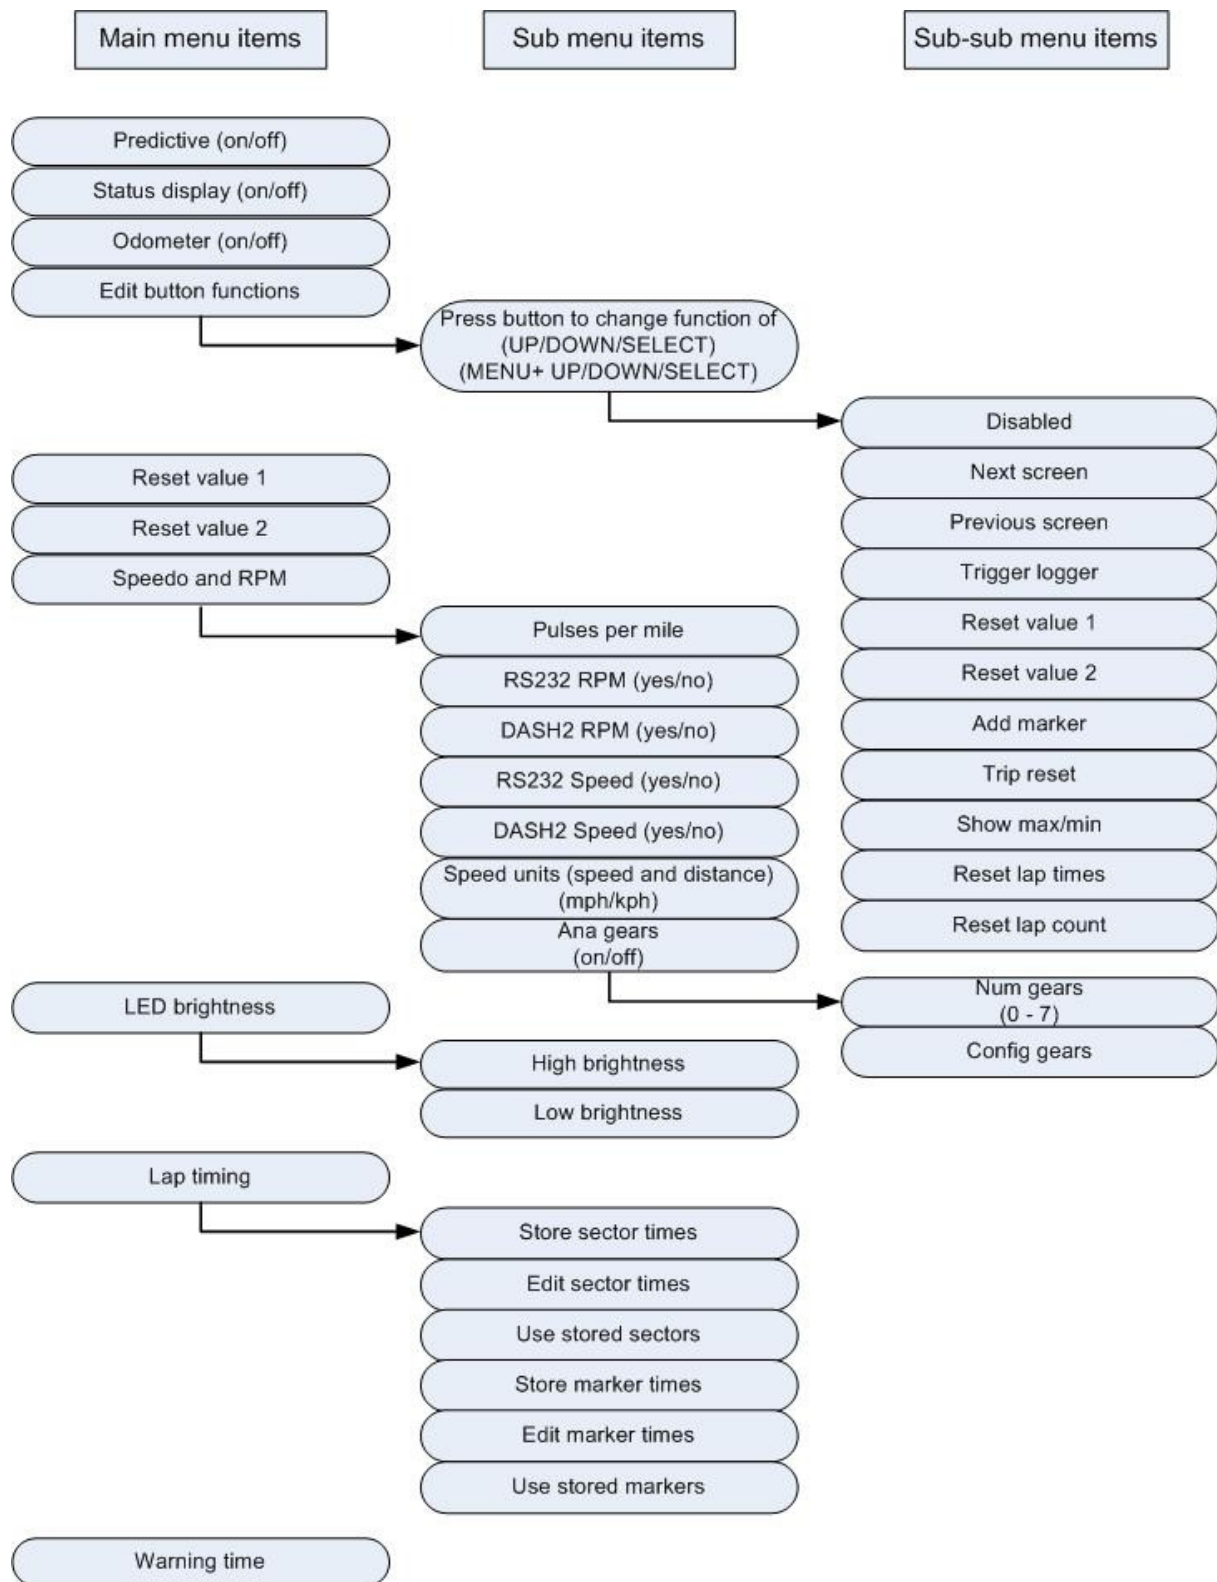 Main menu items
Sub menu items
Sub-sub menu items
Predictive (on/off)
Status display (on/off)
Odometer (on/off)
Edit button functions
Press button to change function of
(UP/DOWN/SELECT)
(MENU+ UP/DOWN/SELECT)
Disabled
Next screen
Previous screen
Trigger logger
Reset value 1
Reset value 2
Add marker
Trip reset
Show max/min
Reset lap times
Reset lap count
Reset value 1
Reset value 2
Speedo and RPM
Pulses per mile
RS232 RPM (yes/no)
DASH2 RPM (yes/no)
RS232 Speed (yes/no)
DASH2 Speed (yes/no)
Speed units (speed and distance)
(mph/kph)
Ana gears
(on/off)
Num gears
(0 - 7)
Config gears
LED brightness
High brightness
Low brightness
Lap timing
Store sector times
Edit sector times
Use stored sectors
Store marker times
Edit marker times
Use stored markers
Warning time